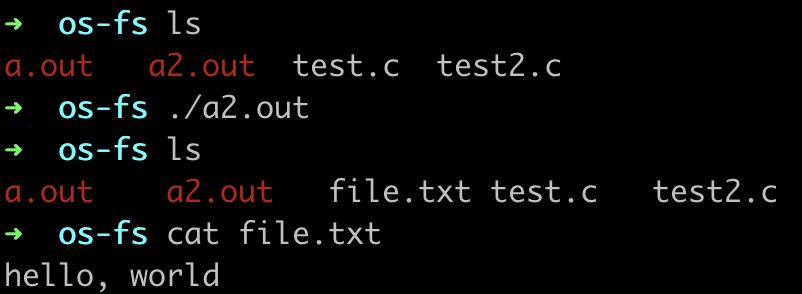 ➜  os-fs ls
a.out   a2.out  test.c  test2.c
➜  os-fs ./a2.out
➜  os-fs ls
a.out    a2.out   file.txt test.c   test2.c
➜  os-fs cat file.txt
hello, world